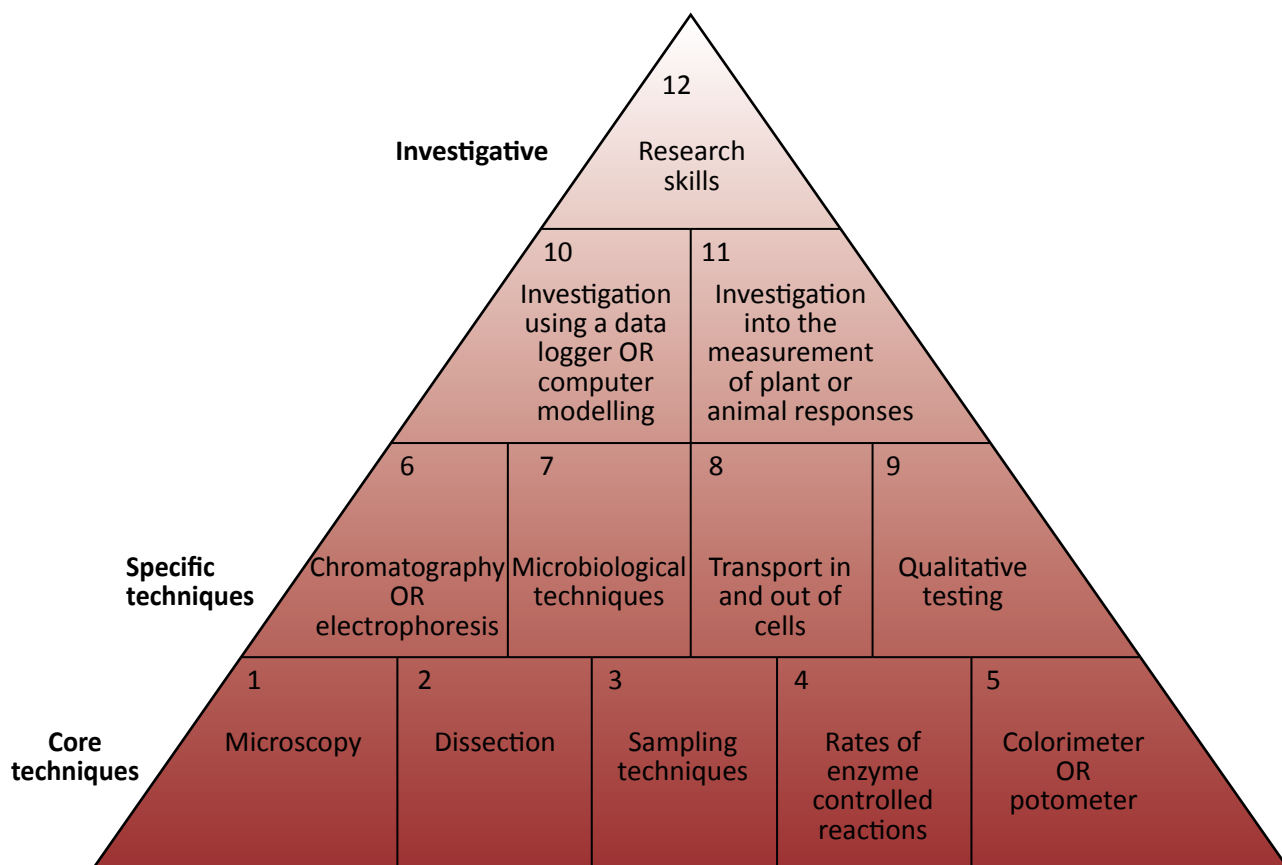 12
Investigative
Research
skills
10
Investigation
using a data
logger OR
computer
modelling
11
Investigation
into the
measurement
of plant or
animal responses
Specific
techniques
6
Chromatography
OR
electrophoresis
7
Microbiological
techniques
8
Transport in
and out of
cells
9
Qualitative
testing
Core
techniques
1
Microscopy
2
Dissection
3
Sampling
techniques
4
Rates of
enzyme
controlled
reactions
5
Colorimeter
OR
potometer